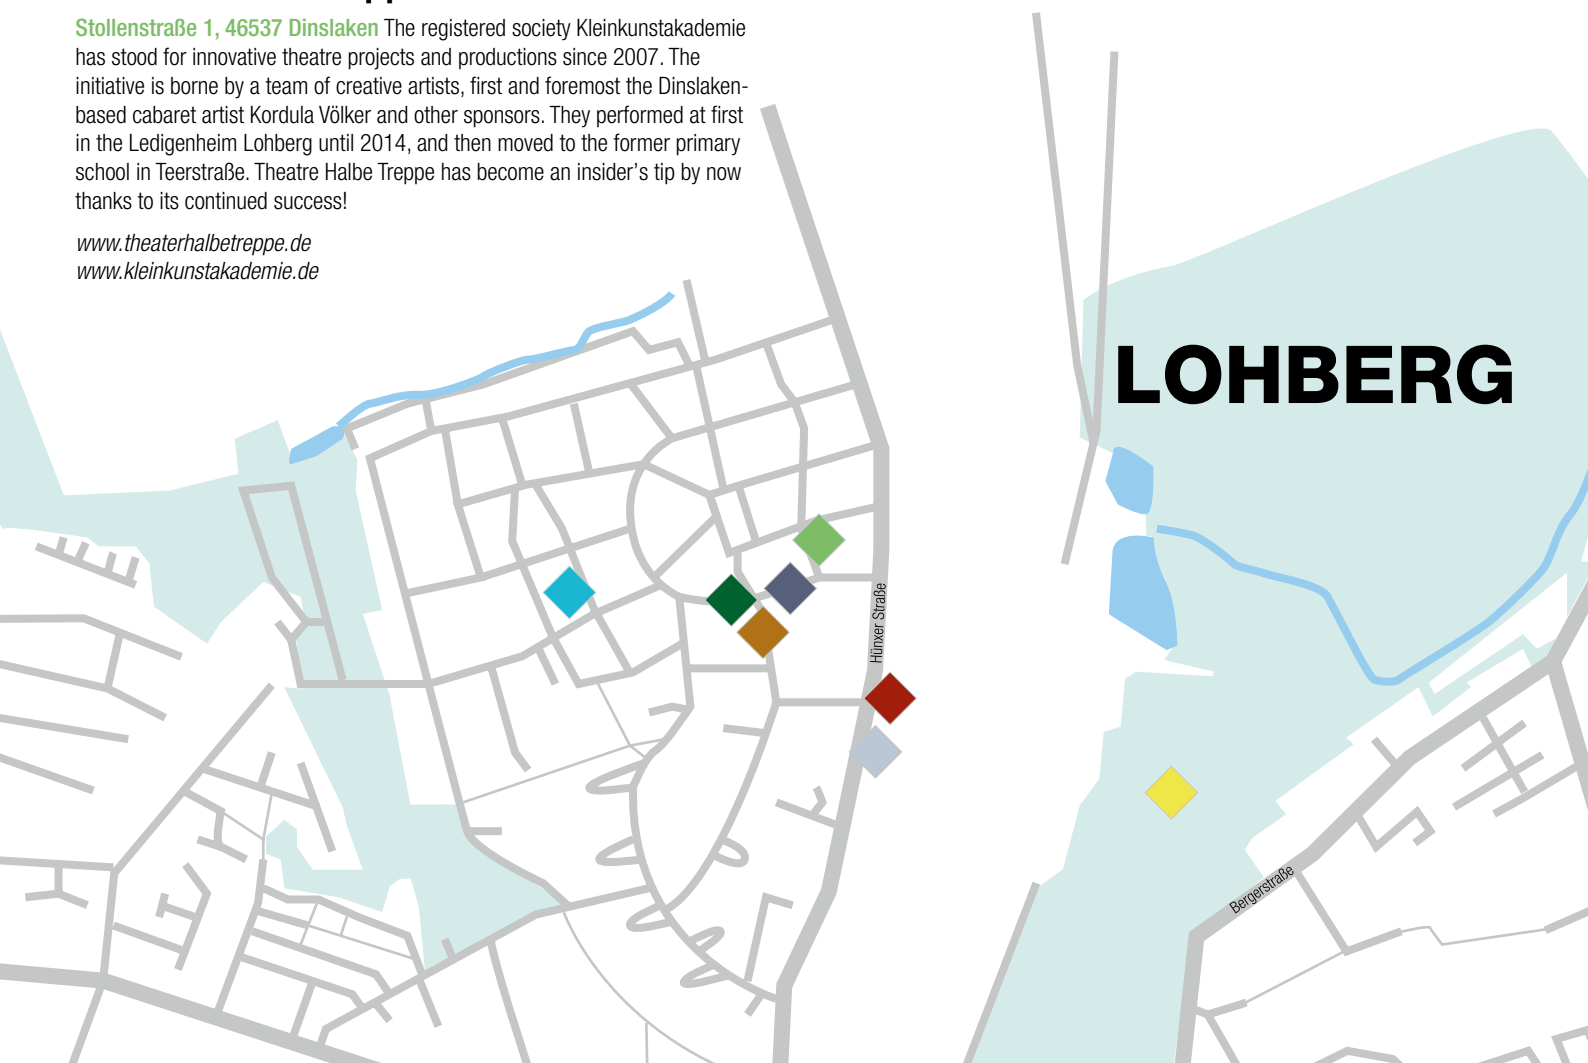 Stollenstraße 1, 46537 Dinslaken The registered society Kleinkunstakademie
has stood for innovative theatre projects and productions since 2007. The
initiative is borne by a team of creative artists, first and foremost the Dinslaken-
based cabaret artist Kordula Völker and other sponsors. They performed at first
in the Ledigenheim Lohberg until 2014, and then moved to the former primary
school in Teerstraße. Theatre Halbe Treppe has become an insider's tip by now
thanks to its continued success!
www.theaterhalbetreppe.de
www.kleinkunstakademie.de
LOHBERG
Hünxer Straße
Bergerstraße